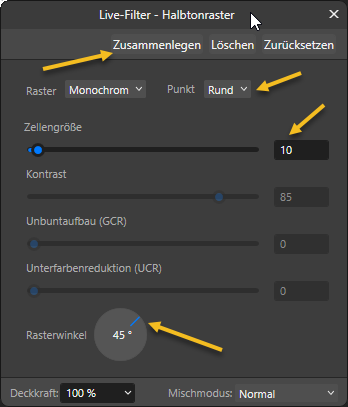 Live-Filter - Halbtonraster
Zusammenlegen Löschen Zurücksetzen
Raster Monochrom Punkt Rund
Zellengröße
10
Kontrast
85
Unbuntaufbau (GCR)
0
Unterfarbenreduktion (UCR)
0
Rasterwinkel 45 °
Deckkraft: 100 % Mischmodus: Normal